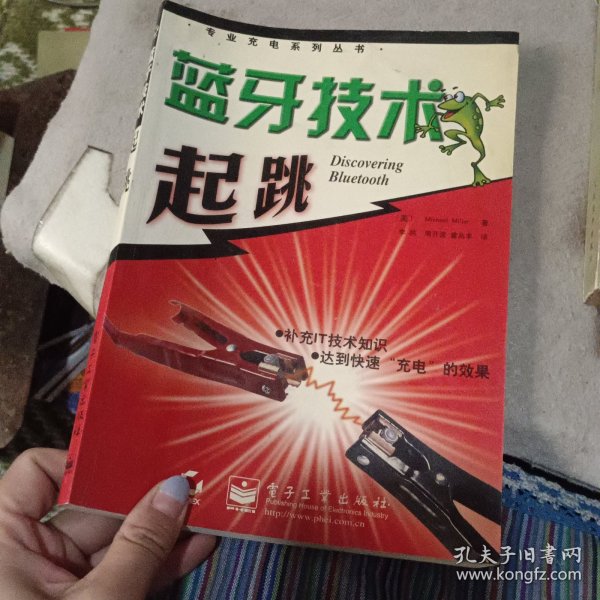 ·专业充电系列丛书·
蓝牙技术
起跳
Discovering
Bluetooth
Michael Miller 著
译
●补充IT技术知识
●达到快速“充电”的效果
電子工業出版社
Publishing House of Electronics Industry
http://www.phei.com.cn
孔夫子旧书网
www.kongfz.com